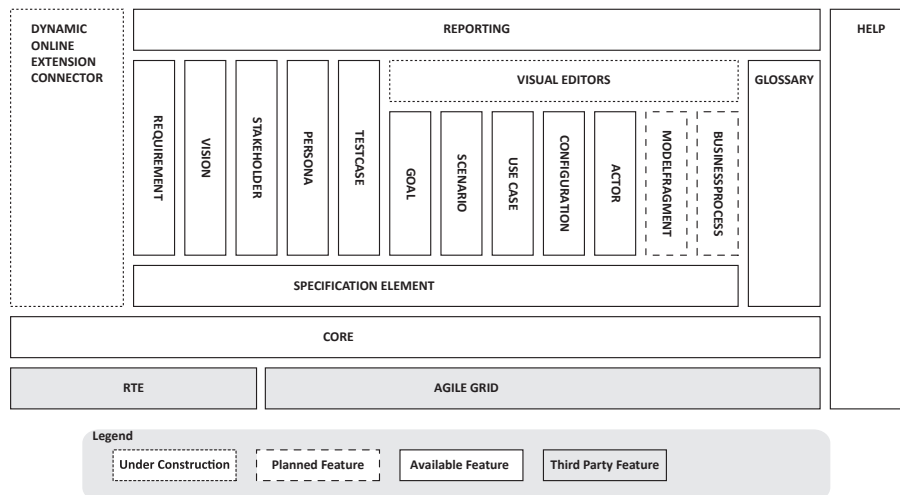 DYNAMIC
ONLINE
EXTENSION
CONNECTOR
REPORTING
HELP
VISUAL EDITORS
GLOSSARY
REQUIREMENT
VISION
STAKEHOLDER
PERSONA
TESTCASE
GOAL
SCENARIO
USE CASE
CONFIGURATION
ACTOR
MODELFRAGMENT
BUSINESSPROCESS
SPECIFICATION ELEMENT
CORE
RTE
AGILE GRID
Legend
Under Construction
Planned Feature
Available Feature
Third Party Feature